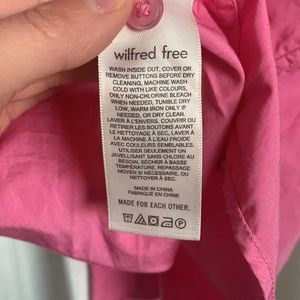 wilfred free
WASH INSIDE OUT, COVER OR
REMOVE BUTTONS BEFORE DRY
CLEANING, MACHINE WASH
COLD WITH LIKE COLOURS,
ONLY NON-CHLORINE BLEACH
WHEN NEEDED, TUMBLE DRY
LOW, WARM IRON ONLY IF
NEEDED, OR DRY CLEAN.
LAVER À L'ENVERS, COUVRIR OU
RETIRER LES BOUTONS AVANT
LE NETTOYAGE À SEC, LAVER À
LA MACHINE À L'EAU FROIDE
AVEC COULEURS SEMBLABLES,
UTILISER SEULEMENT UN
JAVELLISANT SANS CHLORE AU
BESOIN, SÉCHER À BASSE
TEMPÉRATURE, REPASSAGE
MOYEN SI NÉCESSAIRE, OU
NETTOYAGE À SEC.
MADE IN CHINA
FABRIQUÉ EN CHINE
MADE FOR EACH OTHER.